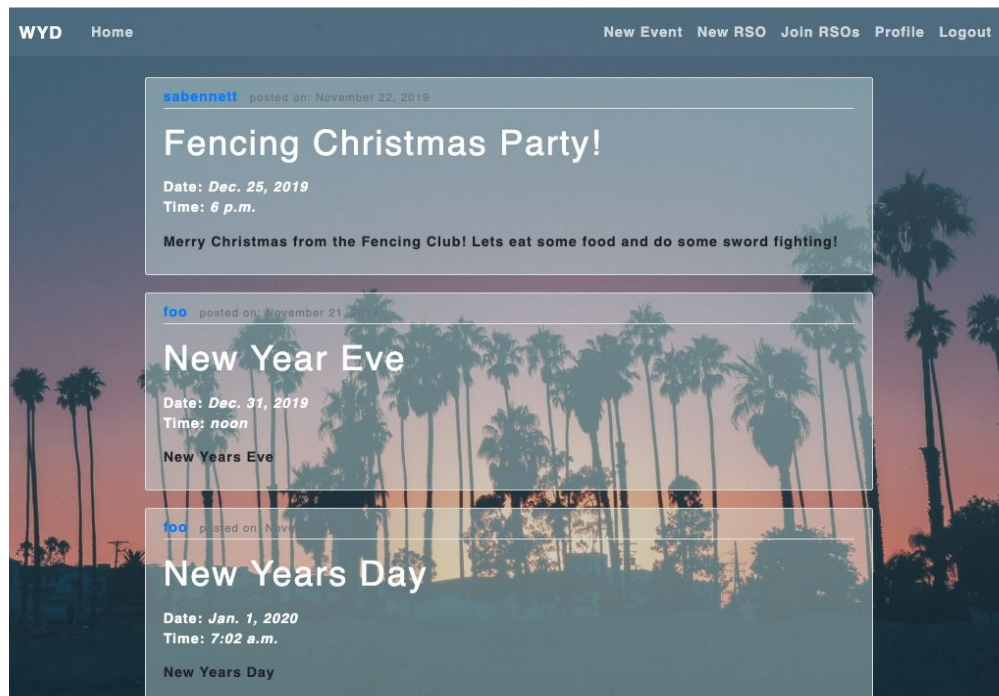 WYD Home New Event New RSO Join RSOs Profile Logout
sabennett posted on: November 22, 2019
Fencing Christmas Party!
Date: Dec. 25, 2019
Time: 6 p.m.
Merry Christmas from the Fencing Club! Lets eat some food and do some sword fighting!
foo posted on: November 21, 2019
New Year Eve
Date: Dec. 31, 2019
Time: noon
New Years Eve
foo posted on:
New Years Day
Date: Jan. 1, 2020
Time: 7:02 a.m.
New Years Day